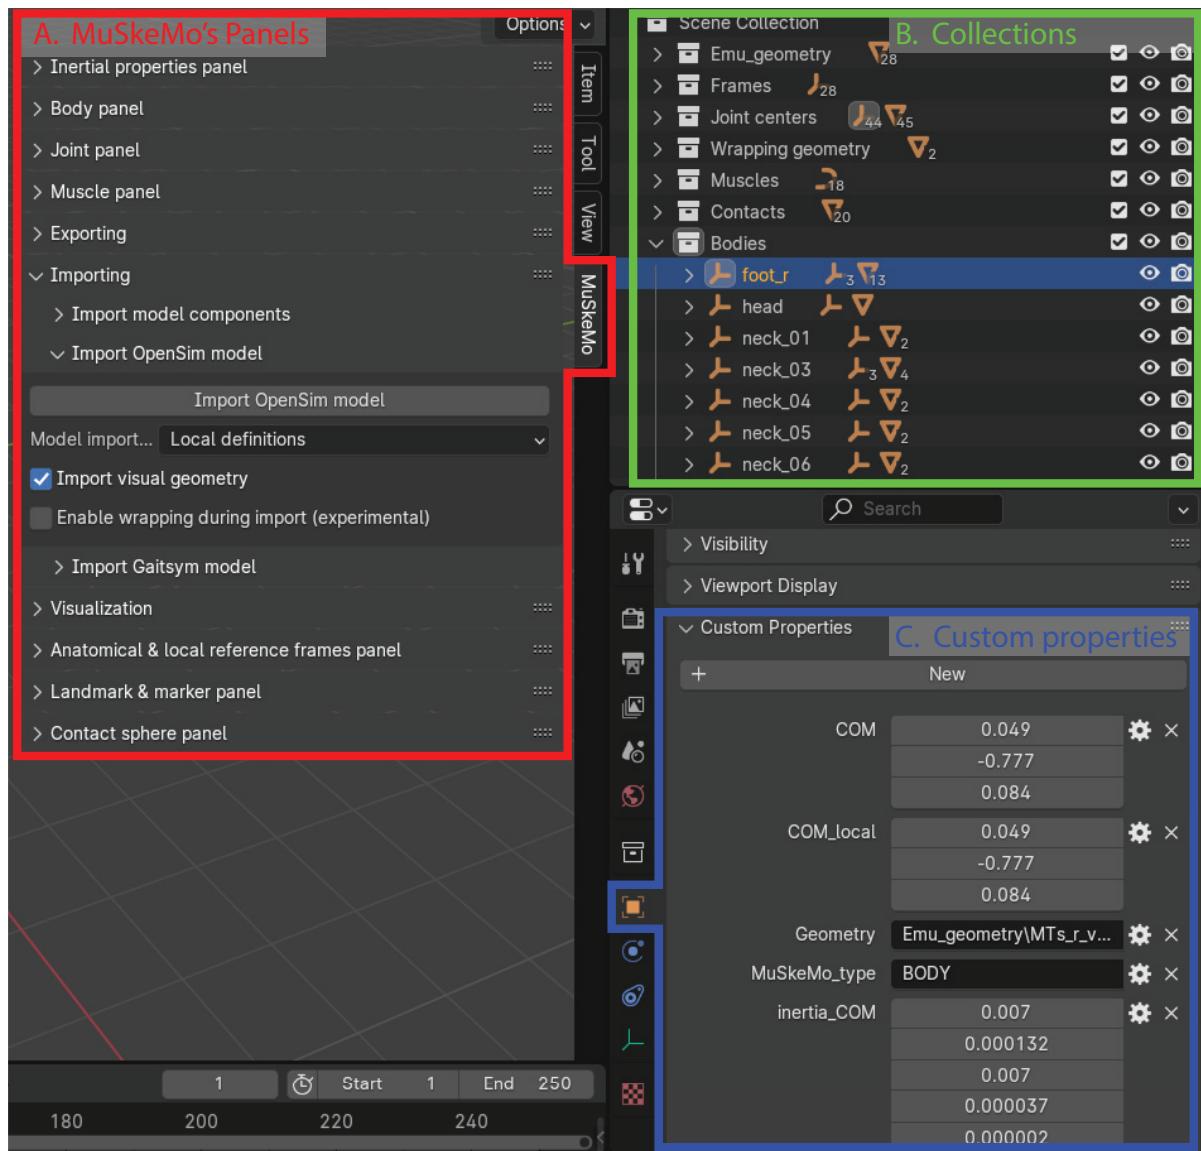 A. MuSkeMo's Panels
Options
Inertial properties panel
Body panel
Joint panel
Muscle panel
Exporting
Importing
Import model components
Import OpenSim model
Import OpenSim model
Model import... Local definitions
Import visual geometry
Enable wrapping during import (experimental)
Import Gaitsym model
Visualization
Anatomical & local reference frames panel
Landmark & marker panel
Contact sphere panel
Item
Tool
View
MuSkeMo
1 Start 1 End 250
180 200 220 240
Scene Collection
B. Collections
Emu_geometry 28
Frames 28
Joint centers 44 45
Wrapping geometry 2
Muscles 18
Contacts 20
Bodies
foot_r 3 13
head
neck_01 2
neck_03 3 4
neck_04 2
neck_05 2
neck_06 2
Search
Visibility
Viewport Display
Custom Properties
C. Custom properties
New
COM 0.049
-0.777
0.084
COM_local 0.049
-0.777
0.084
Geometry Emu_geometry\MTs_r_v...
MuSkeMo_type BODY
inertia_COM 0.007
0.000132
0.007
0.000037
0.000002